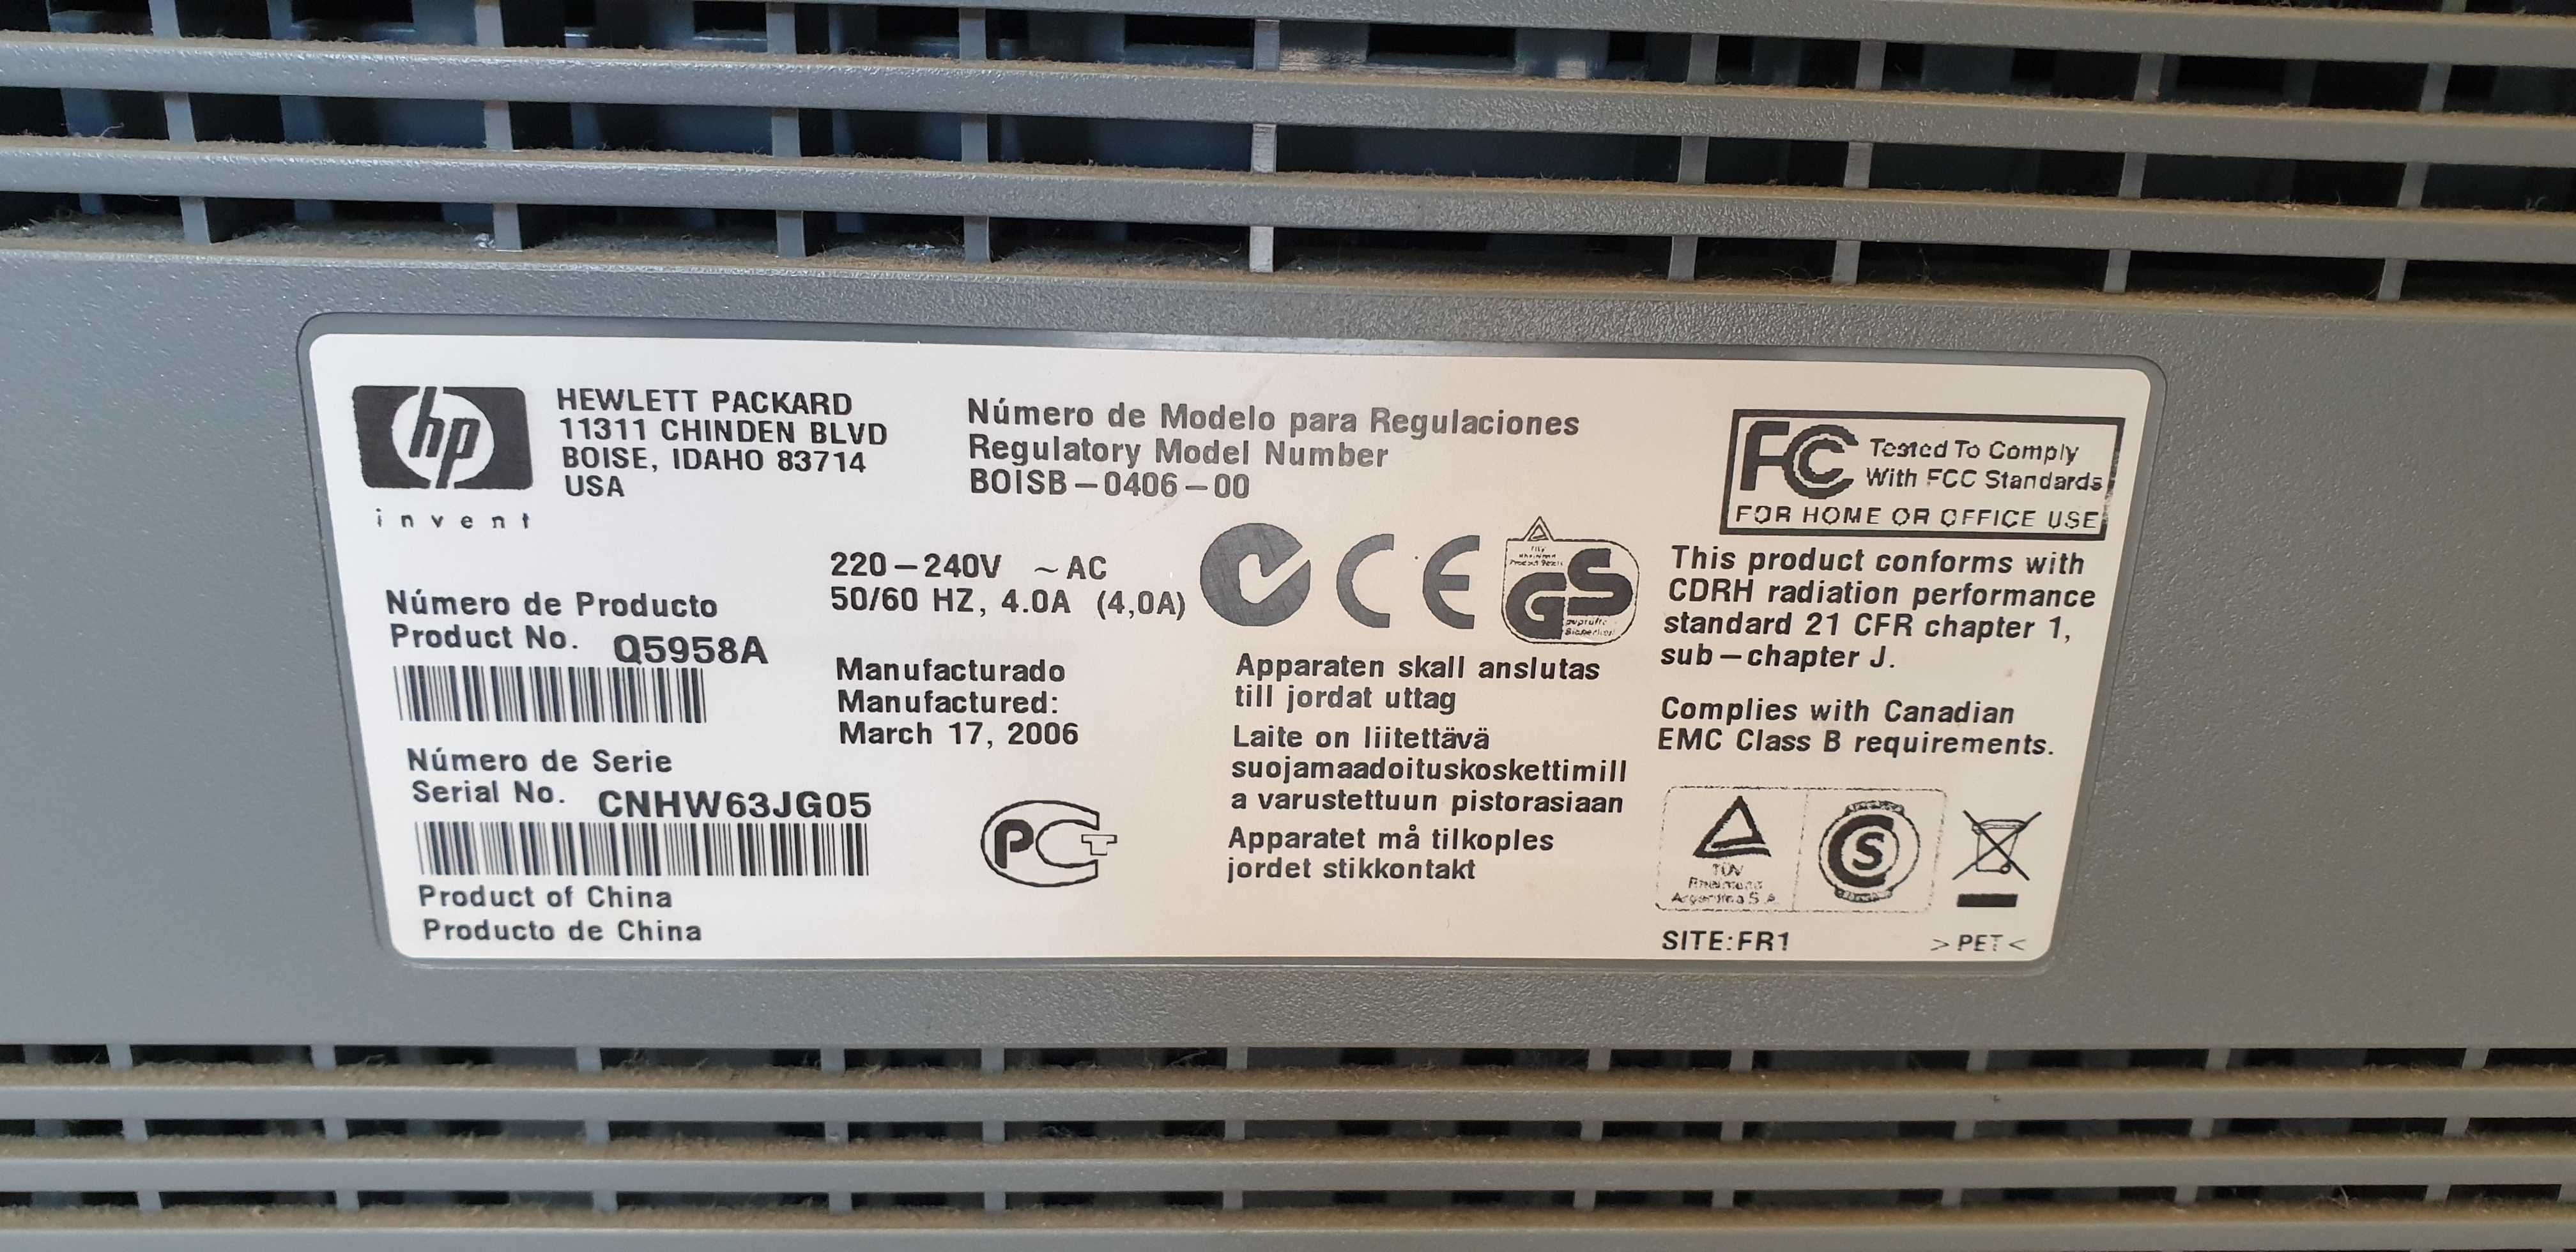 hp
invent
HEWLETT PACKARD
11311 CHINDEN BLVD
BOISE, IDAHO 83714
USA
Número de Modelo para Regulaciones
Regulatory Model Number
BOISB-0406-00
FC Tested To Comply
With FCC Standards
FOR HOME OR OFFICE USE
220-240V ~AC
50/60 HZ, 4.0A (4,0A)
CE
GS
Número de Producto
Product No. Q5958A
Manufacturado
Manufactured:
March 17, 2006
Número de Serie
Serial No. CNHW63JG05
Product of China
Producto de China
PCT
Apparaten skall anslutas
till jordat uttag
Laite on liitettävä
suojamaadoituskoskettimill
a varustettuun pistorasiaan
Apparatet må tilkoples
jordet stikkontakt
This product conforms with
CDRH radiation performance
standard 21 CFR chapter 1,
sub-chapter J.
Complies with Canadian
EMC Class B requirements.
TÜV
Rheinland
Argentina S.A.
S
SITE:FR1
>PET<